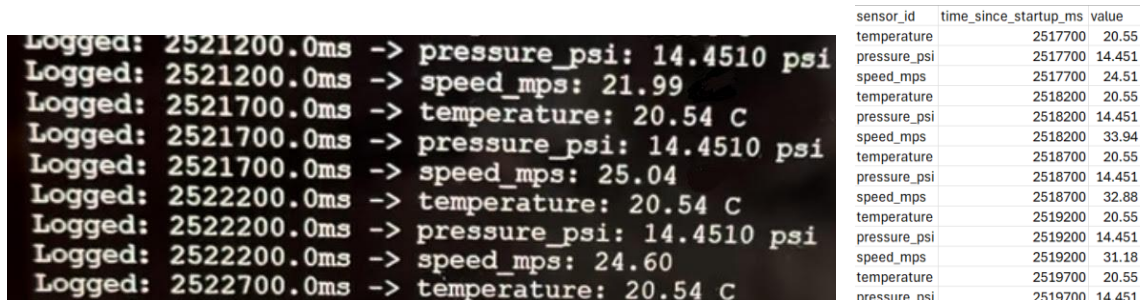 Logged: 2521200.0ms -> pressure_psi: 14.4510 psi
Logged: 2521200.0ms -> speed_mps: 21.99
Logged: 2521700.0ms -> temperature: 20.54 C
Logged: 2521700.0ms -> pressure_psi: 14.4510 psi
Logged: 2521700.0ms -> speed_mps: 25.04
Logged: 2522200.0ms -> temperature: 20.54 C
Logged: 2522200.0ms -> pressure_psi: 14.4510 psi
Logged: 2522200.0ms -> speed_mps: 24.60
Logged: 2522700.0ms -> temperature: 20.54 C
sensor_id time_since_startup_ms value
temperature 2517700 20.55
pressure_psi 2517700 14.451
speed_mps 2517700 24.51
temperature 2518200 20.55
pressure_psi 2518200 14.451
speed_mps 2518200 33.94
temperature 2518700 20.55
pressure_psi 2518700 14.451
speed_mps 2518700 32.88
temperature 2519200 20.55
pressure_psi 2519200 14.451
speed_mps 2519200 31.18
temperature 2519700 20.55
pressure_psi 2519700 14.451